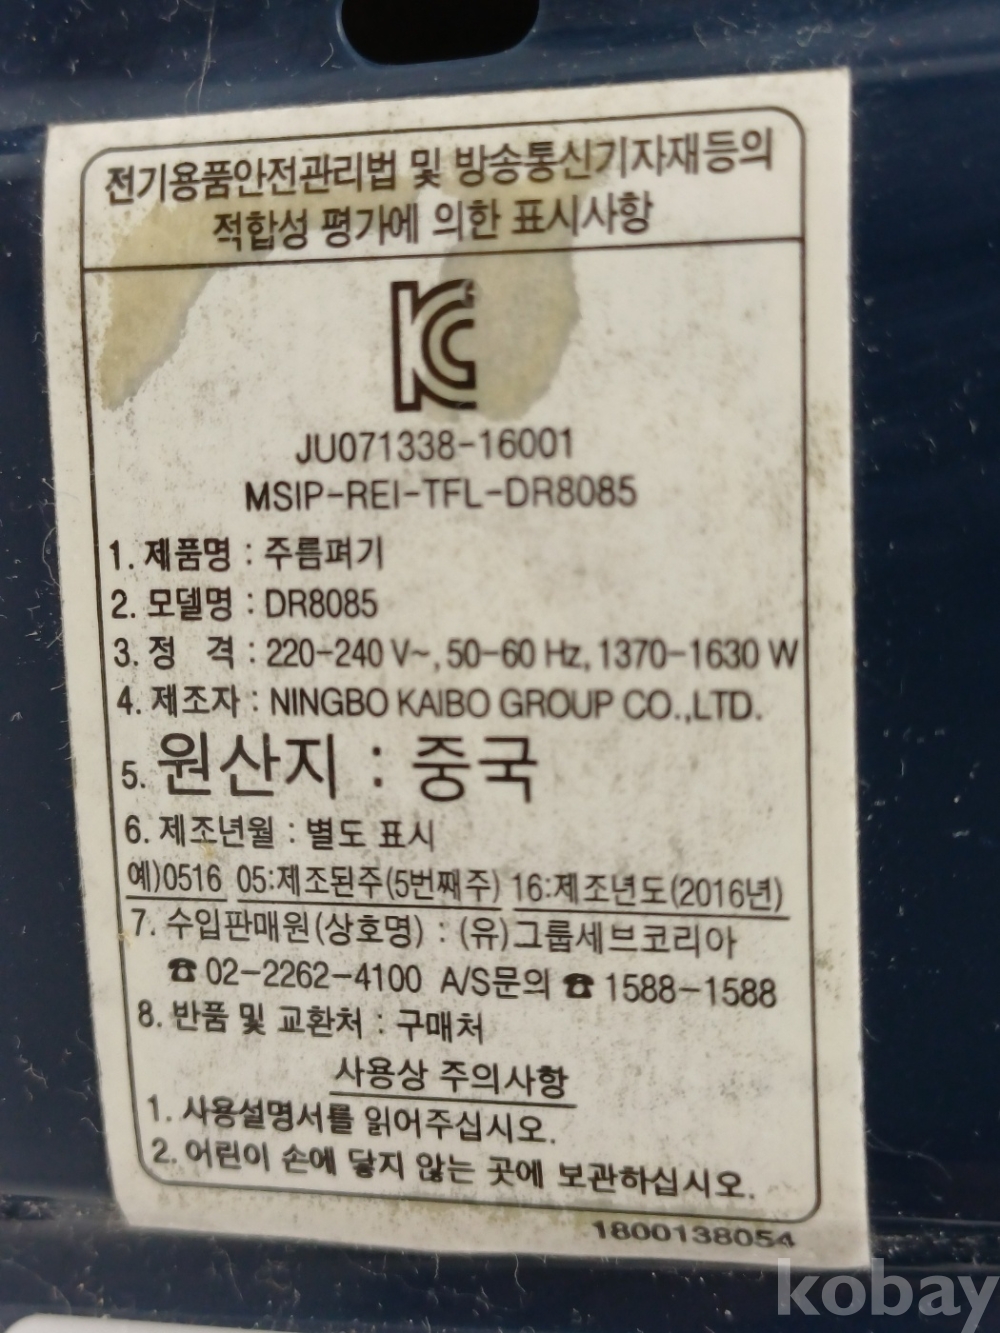 전기용품안전관리법 및 방송통신기자재등의
적합성 평가에 의한 표시사항
KC
JU071338-16001
MSIP-REI-TFL-DR8085
1. 제품명 : 주름펴기
2. 모델명 : DR8085
3. 정 격 : 220-240 V~, 50-60 Hz, 1370-1630 W
4. 제조자 : NINGBO KAIBO GROUP CO.,LTD.
5. 원산지 : 중국
6. 제조년월 : 별도 표시
예)0516 05:제조된주(5번째주) 16:제조년도(2016년)
7. 수입판매원(상호명) : (유)그룹세브코리아
☎ 02-2262-4100 A/S문의 ☎ 1588-1588
8. 반품 및 교환처 : 구매처
사용상 주의사항
1. 사용설명서를 읽어주십시오.
2. 어린이 손에 닿지 않는 곳에 보관하십시오.
1800138054
kobay